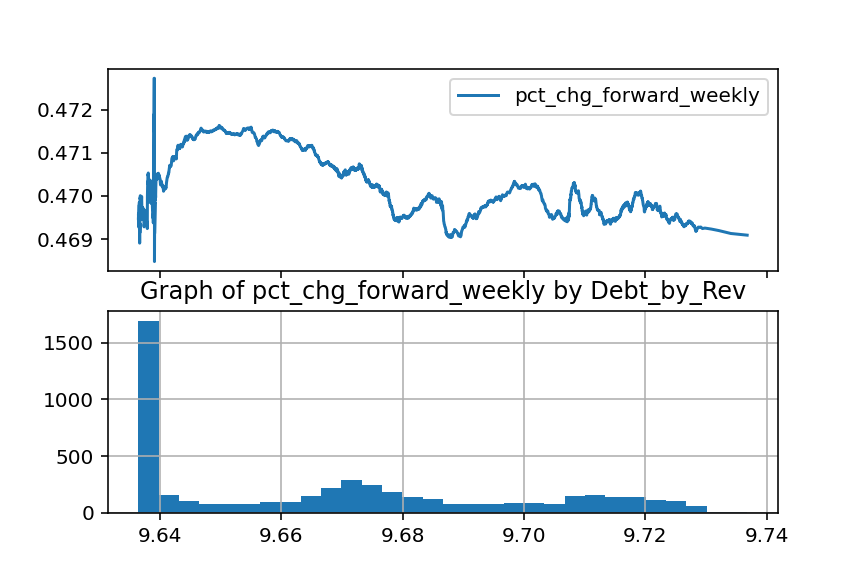 pct_chg_forward_weekly
0.472
0.471
0.470
0.469
Graph of pct_chg_forward_weekly by Debt_by_Rev
1500
1000
500
0
9.64 9.66 9.68 9.70 9.72 9.74